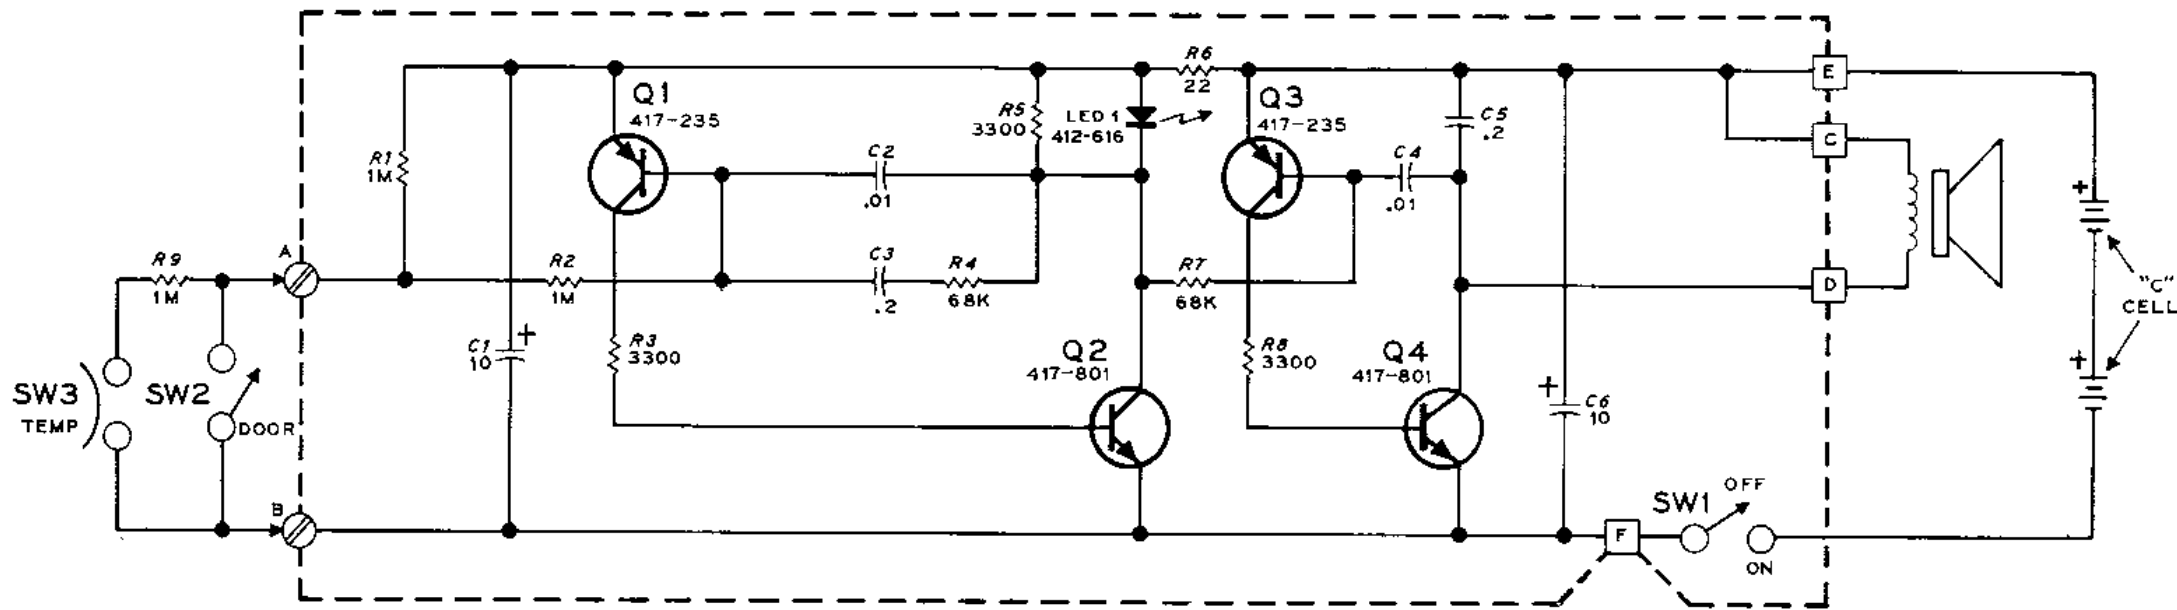 R6
22
E
Q1
417-235
R5
3300
LED 1
412-616
Q3
417-235
C5
.2
R1
1M
C2
.01
C4
.01
C
+
A
R9
1M
R2
1M
C3
.2
R4
68K
R7
68K
D
"C"
CELL
+
C1
10
+
R3
3300
Q2
417-801
R8
3300
Q4
417-801
+
C6
10
SW3
TEMP
SW2
DOOR
B
F
SW1
OFF
ON